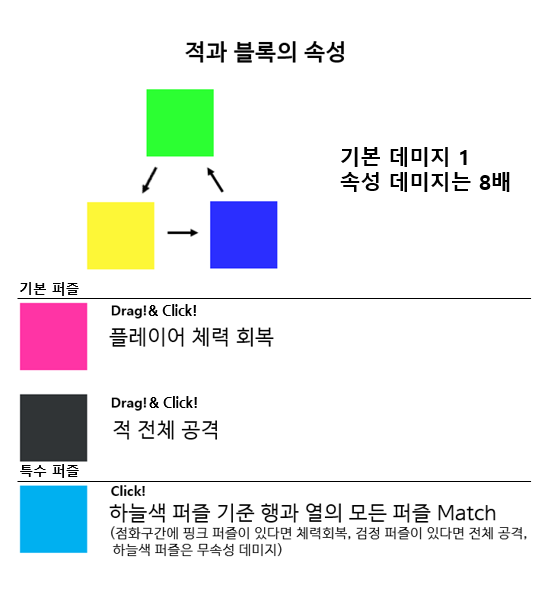 적과 블록의 속성
기본 데미지 1
속성 데미지는 8배
기본 퍼즐
Drag!& Click!
플레이어 체력 회복
Drag!& Click!
적 전체 공격
특수 퍼즐
Click!
하늘색 퍼즐 기준 행과 열의 모든 퍼즐 Match
(점화구간에 핑크 퍼즐이 있다면 체력회복, 검정 퍼즐이 있다면 전체 공격,
하늘색 퍼즐은 무속성 데미지)